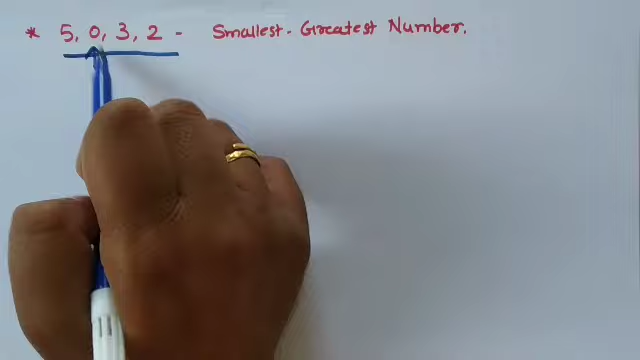 * 5, 0, 3, 2 - Smallest - Greatest Number.